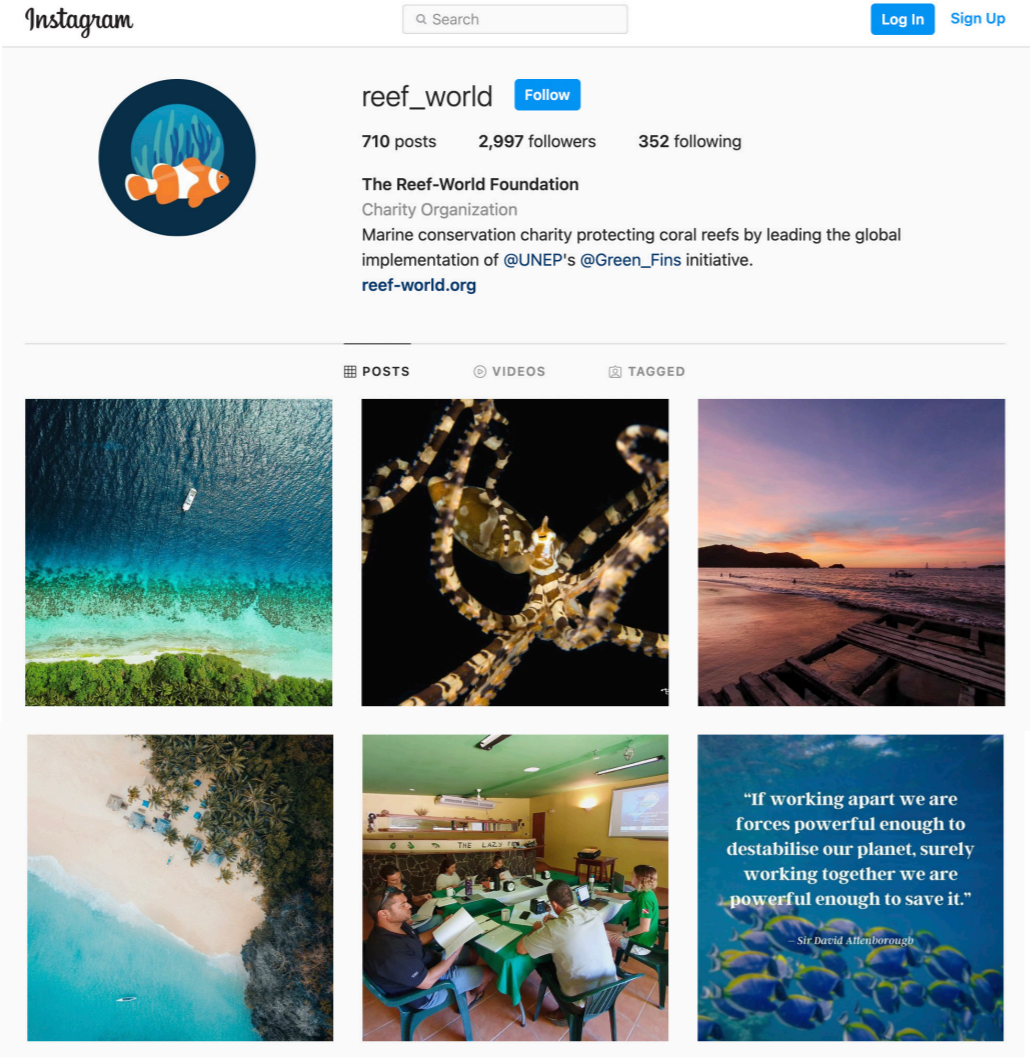 Instagram
Search
Log In
Sign Up
reef_world
Follow
710 posts
2,997 followers
352 following
The Reef-World Foundation
Charity Organization
Marine conservation charity protecting coral reefs by leading the global
implementation of @UNEP's @Green_Fins initiative.
reef-world.org
POSTS
VIDEOS
TAGGED
THE LAZY
“If working apart we are
forces powerful enough to
destabilise our planet, surely
working together we are
powerful enough to save it.”
– Sir David Attenborough